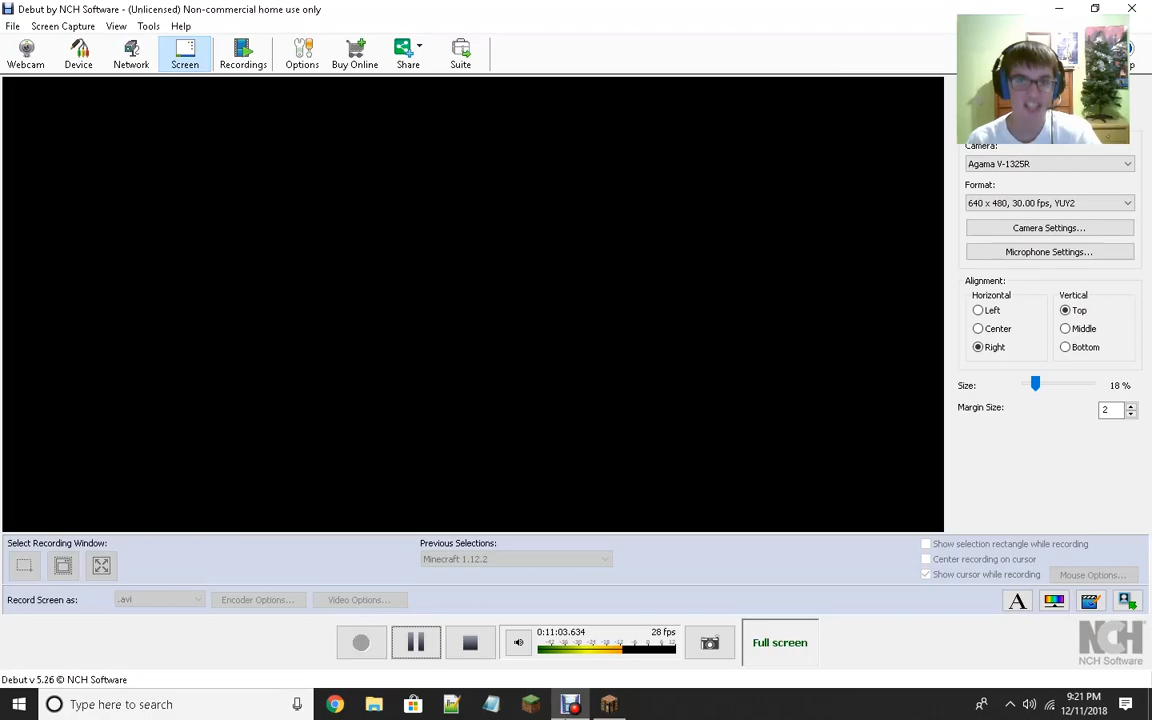 Debut by NCH Software - (Unlicensed) Non-commercial home use only
File Screen Capture View Tools Help
Webcam Device Network Screen Recordings Options Buy Online Share Suite
Camera:
Agama V-1325R
Format:
640 x 480, 30.00 fps, YUY2
Camera Settings...
Microphone Settings...
Alignment:
Horizontal Vertical
Left Top
Center Middle
Right Bottom
Size: 18 %
Margin Size: 2
Select Recording Window: Previous Selections:
Minecraft 1.12.2
Show selection rectangle while recording
Center recording on cursor
Show cursor while recording Mouse Options...
Record Screen as: .avi Encoder Options... Video Options...
0:11:03.634 28 fps
Full screen
NCH
NCH Software
Debut v 5.26 © NCH Software
Type here to search
9:21 PM
12/11/2018